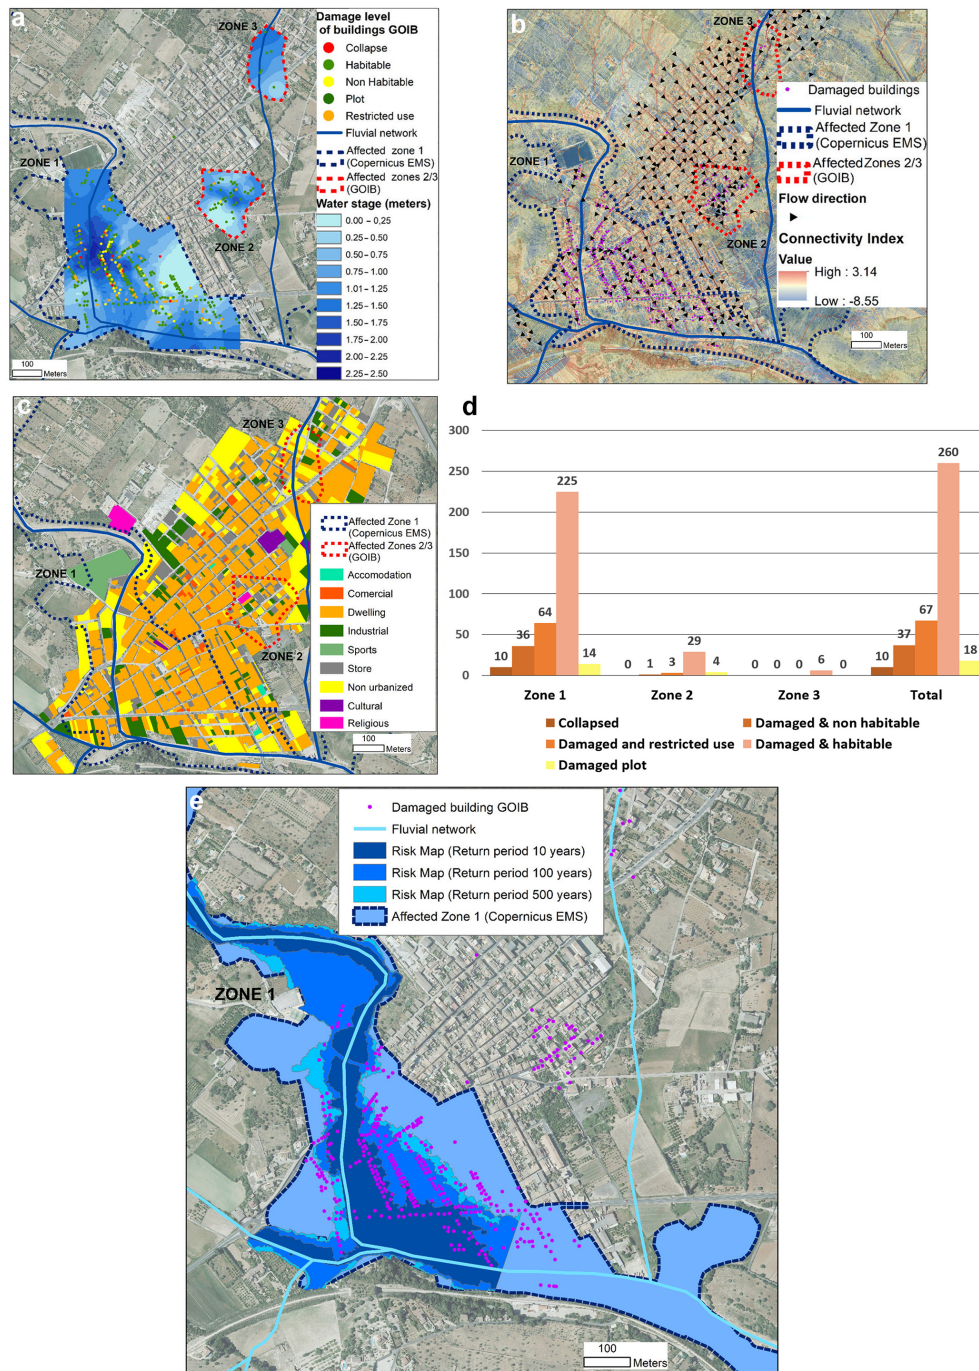 a
ZONE 3
ZONE 1
ZONE 2
Damage level
of buildings GOIB
Collapse
Habitable
Non Habitable
Plot
Restricted use
Fluvial network
Affected zone 1
(Copernicus EMS)
Affected zones 2/3
(GOIB)
Water stage (meters)
0.00 – 0,25
0.25 – 0.50
0.50 – 0.75
0.75 – 1.00
1.01 – 1.25
1.25 – 1.50
1.50 – 1.75
1.75 – 2.00
2.00 – 2.25
2.25 – 2.50
100
Meters
b
ZONE 3
ZONE 1
ZONE 2
Damaged buildings
Fluvial network
Affected Zone 1
(Copernicus EMS)
AffectedZones 2/3
(GOIB)
Flow direction
Connectivity Index
Value
High : 3.14
Low : -8.55
100
Meters
c
ZONE 3
ZONE 1
ZONE 2
Affected Zone 1
(Copernicus EMS)
Affected Zones 2/3
(GOIB)
Accomodation
Comercial
Dwelling
Industrial
Sports
Store
Non urbanized
Cultural
Religious
100
Meters
d
300
250
200
150
100
50
0
10 36 64 225 14
0 1 3 29 4
0 0 0 6 0
10 37 67 260 18
Zone 1 Zone 2 Zone 3 Total
Collapsed Damaged & non habitable
Damaged and restricted use Damaged & habitable
Damaged plot
e
Damaged building GOIB
Fluvial network
Risk Map (Return period 10 years)
Risk Map (Return period 100 years)
Risk Map (Return period 500 years)
Affected Zone 1 (Copernicus EMS)
ZONE 1
100
Meters